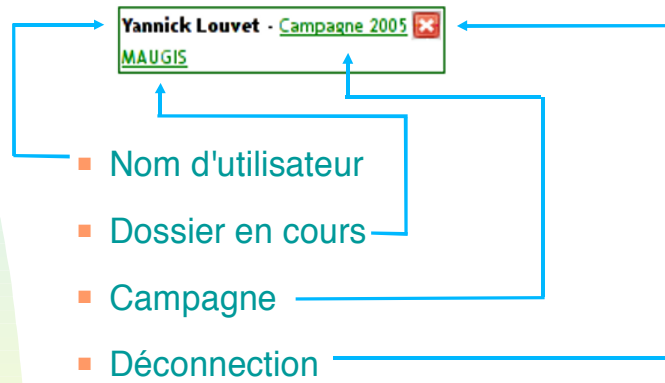 Yannick Louvet - Campagne 2005
MAUGIS
Nom d'utilisateur
Dossier en cours
Campagne
Déconnection